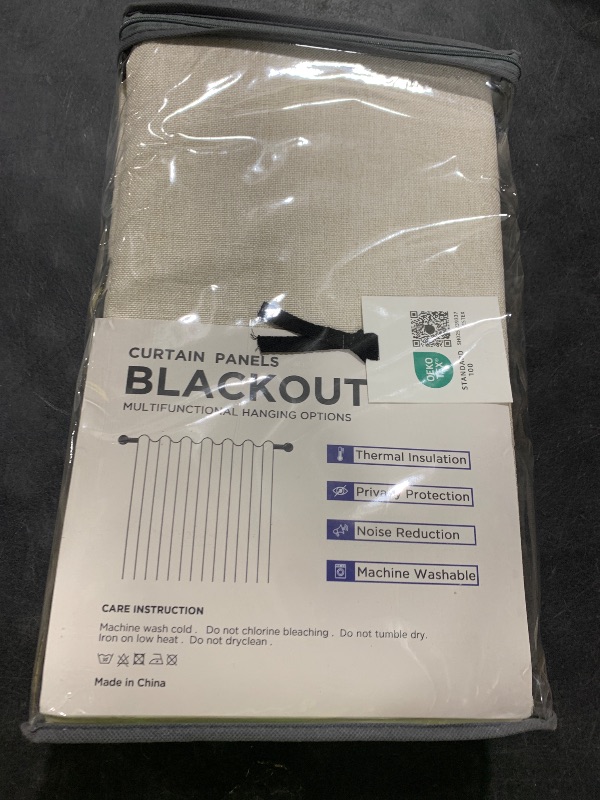 OEKO
TEX®
STANDARD
100
CURTAIN PANELS
BLACKOUT
MULTIFUNCTIONAL HANGING OPTIONS
Thermal Insulation
Privacy Protection
Noise Reduction
Machine Washable
CARE INSTRUCTION
Machine wash cold . Do not chlorine bleaching . Do not tumble dry.
Iron on low heat . Do not dryclean .
Made in China